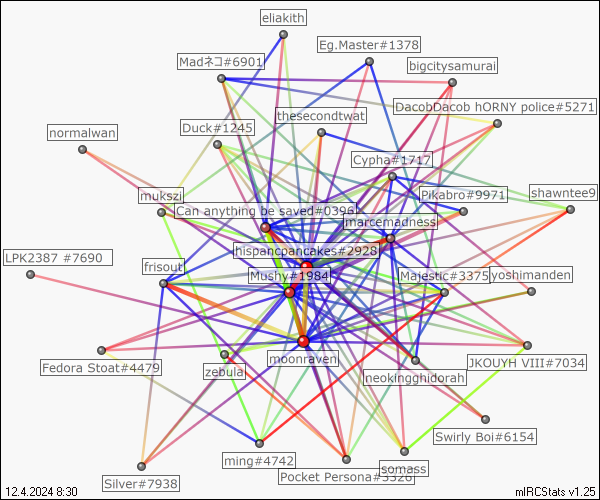 eliakith
Eg.Master#1378
Madネコ#6901
bigcitysamurai
DacobDacob hORNY police#5271
thesecondtwat
Duck#1245
normalwan
Cypha#1717
Pikabro#9971
shawntee9
mukszi
Can anything be saved#0396
marcemadness
hispancpancakes#2928
LPK2387 #7690
frisout
Mushy#1984
Majestic#3375
yoshimanden
moonraven
Fedora Stoat#4479
zebula
neokingghidorah
JKOUYH VIII#7034
Swirly Boi#6154
ming#4742
somass
Pocket Persona#3326
Silver#7938
12.4.2024 8:30
mIRCStats v1.25